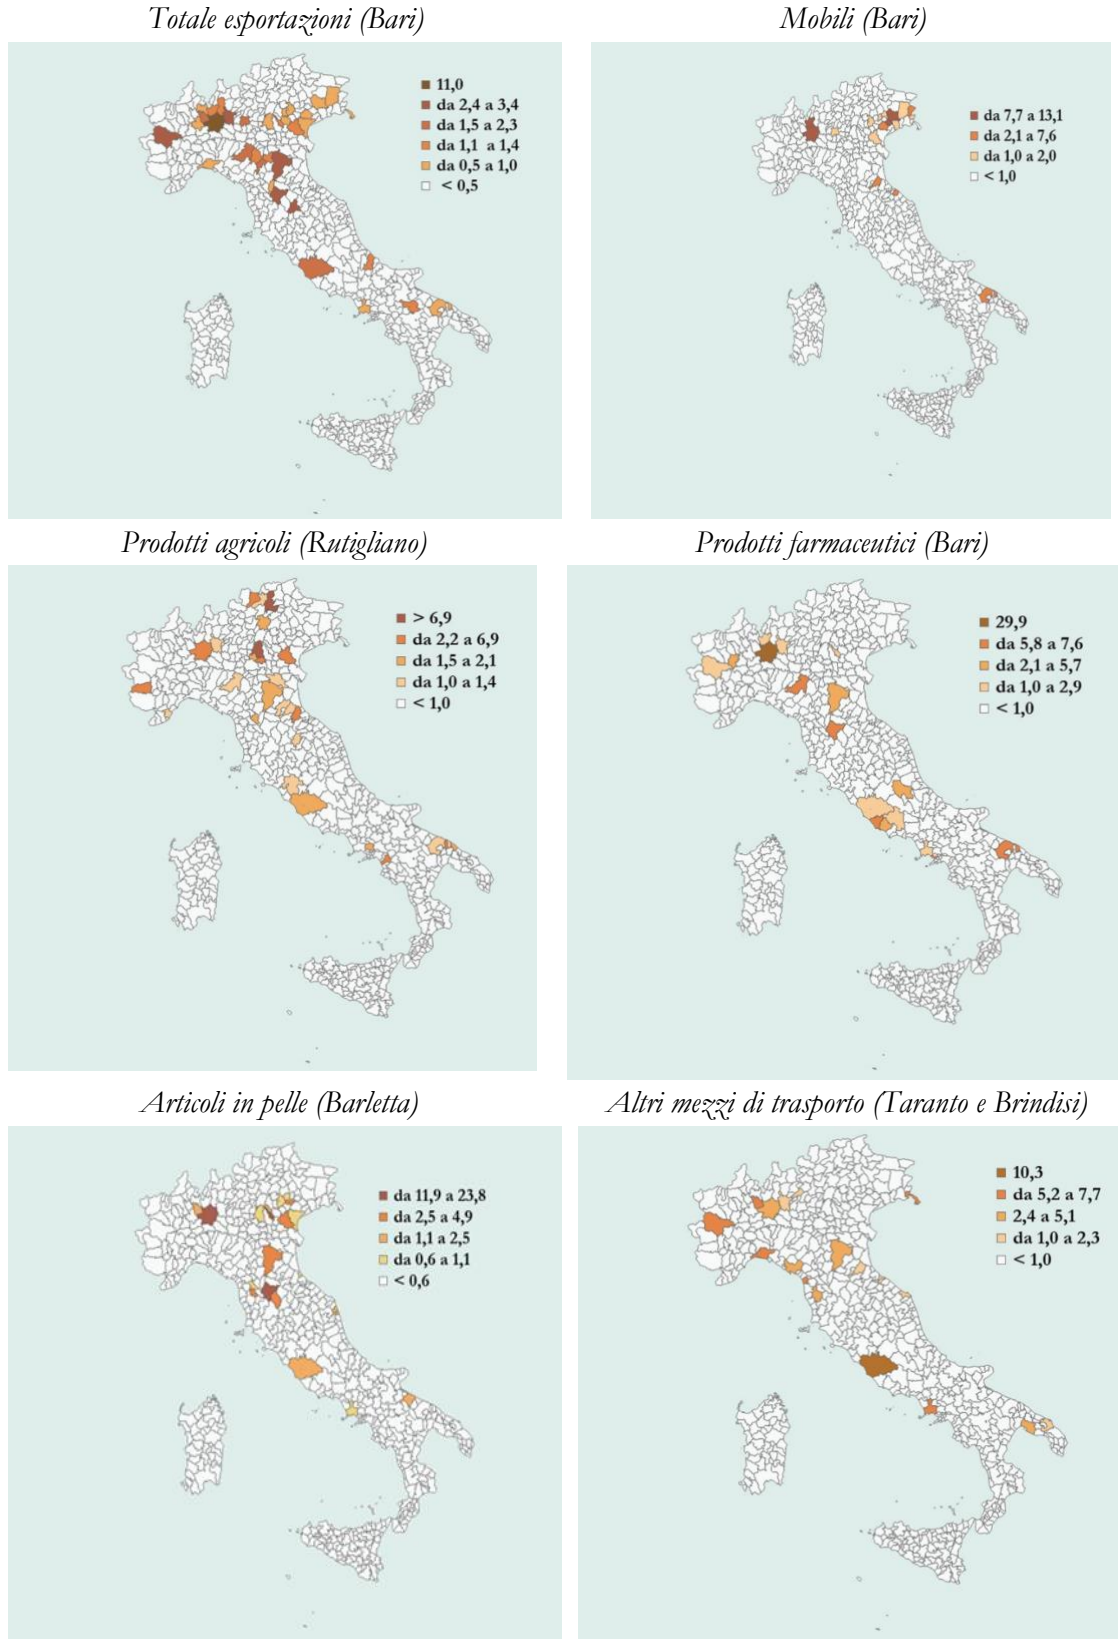 Totale esportazioni (Bari)
11,0
da 2,4 a 3,4
da 1,5 a 2,3
da 1,1 a 1,4
da 0,5 a 1,0
< 0,5
Mobili (Bari)
da 7,7 a 13,1
da 2,1 a 7,6
da 1,0 a 2,0
< 1,0
Prodotti agricoli (Rutigliano)
> 6,9
da 2,2 a 6,9
da 1,5 a 2,1
da 1,0 a 1,4
< 1,0
Prodotti farmaceutici (Bari)
29,9
da 5,8 a 7,6
da 2,1 a 5,7
da 1,0 a 2,9
< 1,0
Articoli in pelle (Barletta)
da 11,9 a 23,8
da 2,5 a 4,9
da 1,1 a 2,5
da 0,6 a 1,1
< 0,6
Altri mezzi di trasporto (Taranto e Brindisi)
10,3
da 5,2 a 7,7
2,4 a 5,1
da 1,0 a 2,3
< 1,0